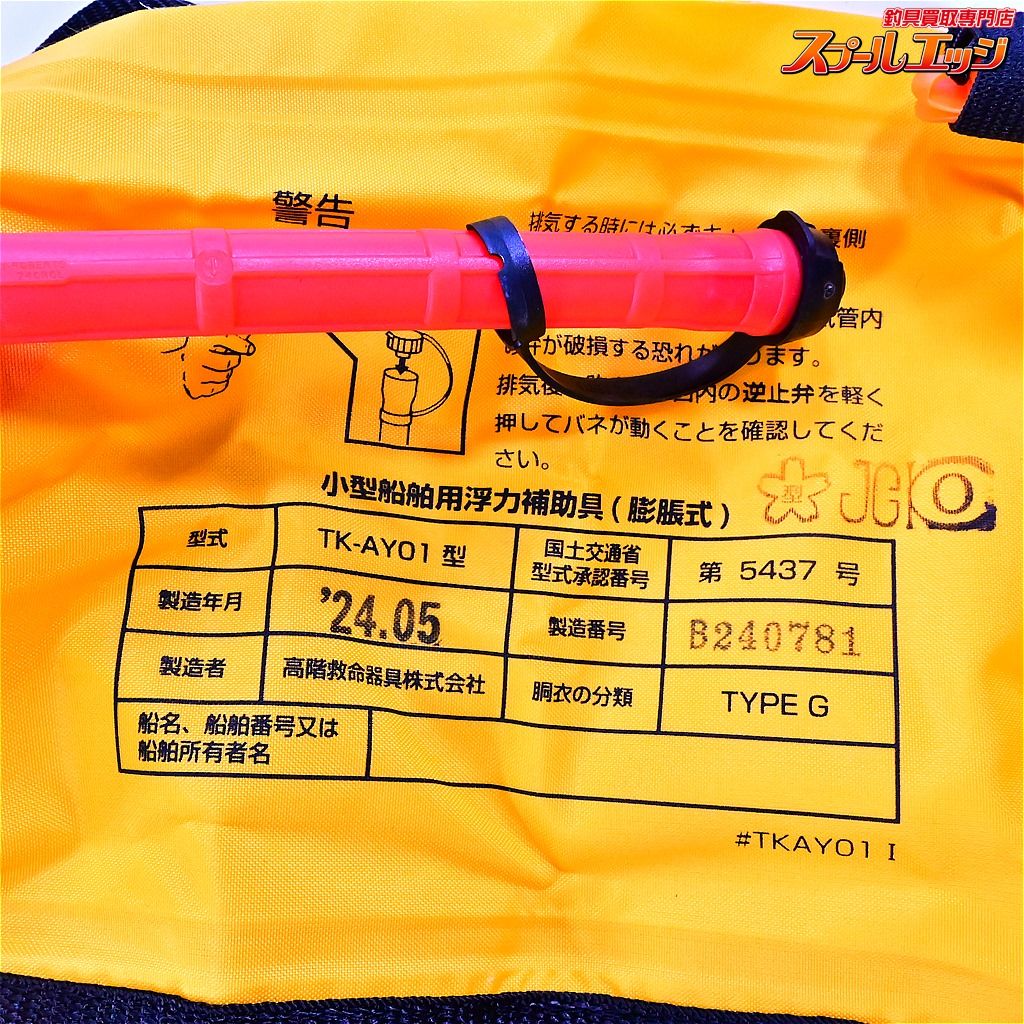 釣具買取専門店
スプールエッジ
警告
排気する時には必ず
裏側
管内
が破損する恐れが
ります。
排気後
内の逆止弁を軽く
押してバネが動くことを確認してくだ
さい。
小型船舶用浮力補助具(膨脹式)
型 JCI
型式 TK-AY01 型 国土交通省型式承認番号 第 5437 号
製造年月 '24.05 製造番号 B240781
製造者 高階救命器具株式会社 胴衣の分類 TYPE G
船名、船舶番号又は
船舶所有者名
#TKAY01 I